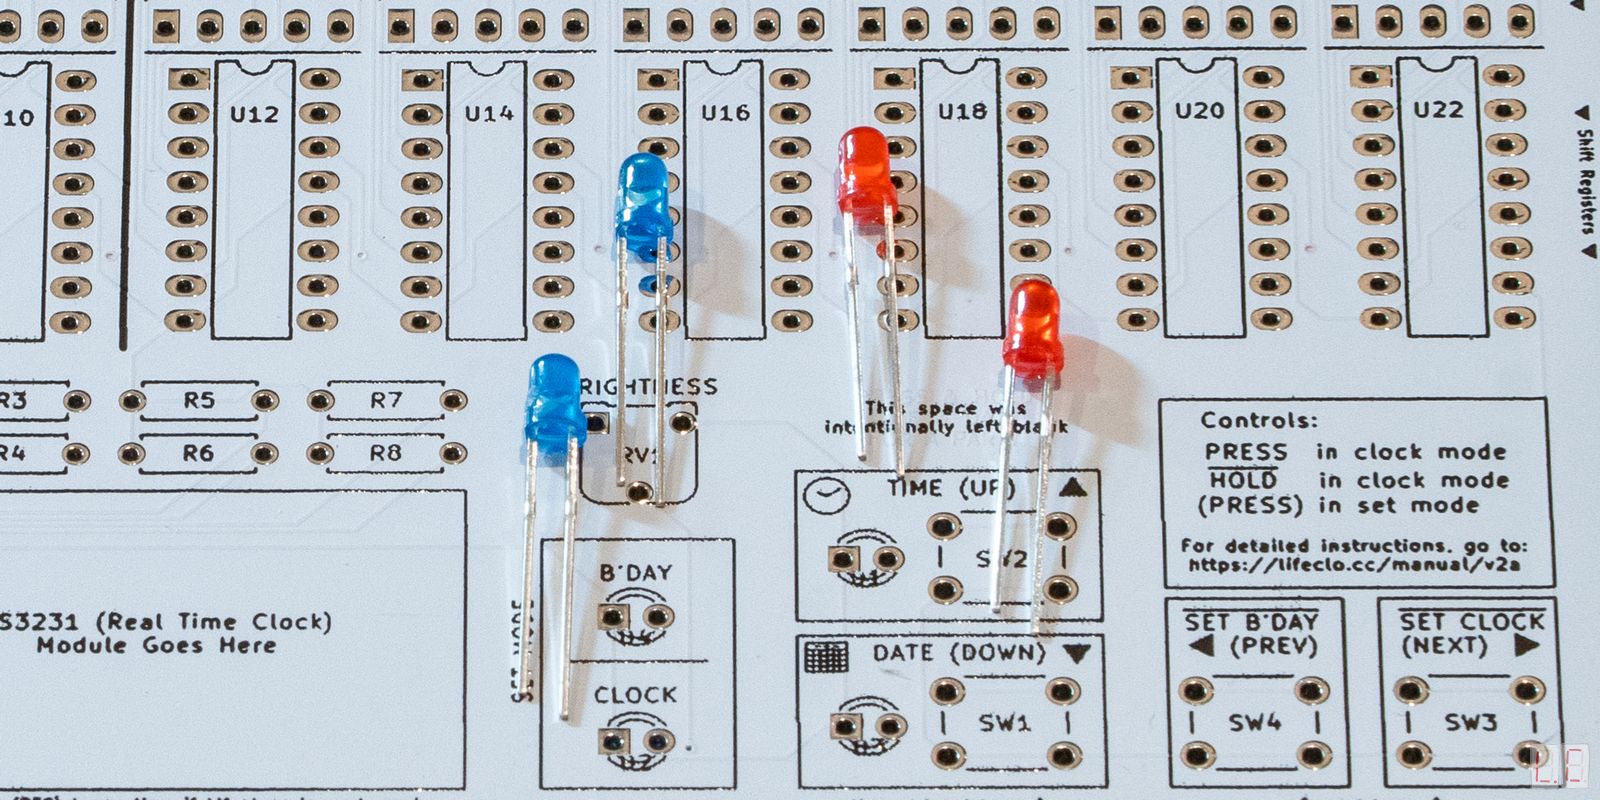 10
U12
U14
U16
U18
U20
U22
Shift Registers
R3
R5
R7
R4
R6
R8
RIGHTNESS
RV1
This space was
intentionally left blank
Controls:
PRESS in clock mode
HOLD in clock mode
(PRESS) in set mode
For detailed instructions, go to:
https://lifeclo.cc/manual/v2a
TIME (UP)
SW2
DATE (DOWN)
SW1
SET B'DAY
(PREV)
SW4
SET CLOCK
(NEXT)
SW3
S3231 (Real Time Clock)
Module Goes Here
B'DAY
CLOCK